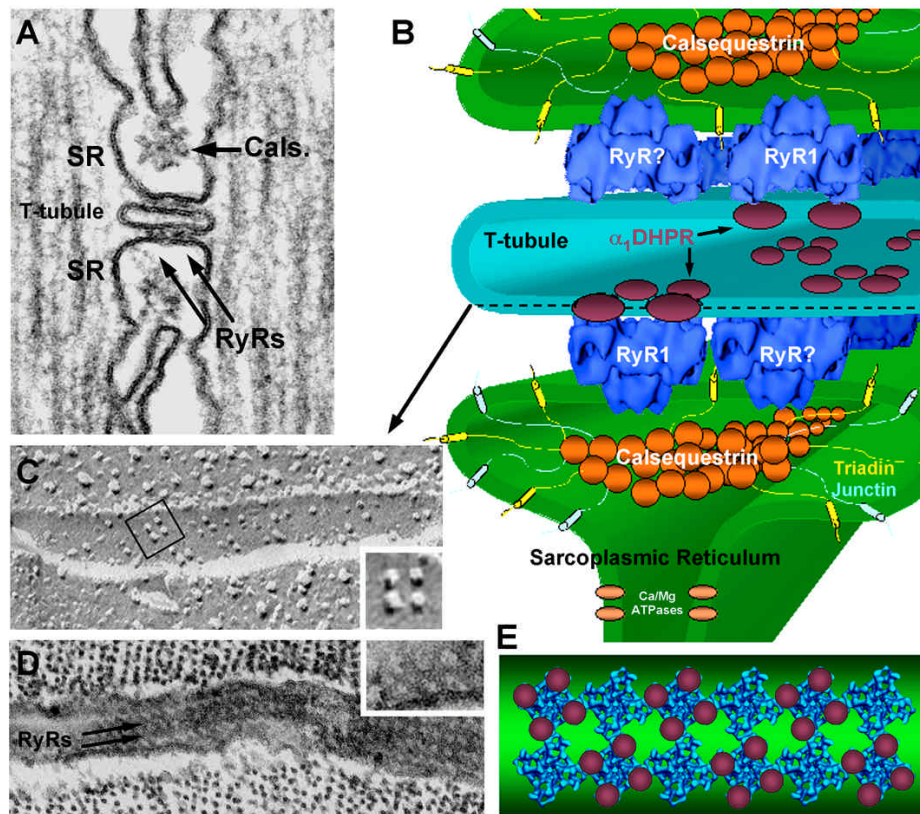 A
SR
Cals.
T-tubule
SR
RyRs
B
Calsequestrin
RyR?
RyR1
T-tubule
α₁DHPR
RyR1
RyR?
Calsequestrin
Triadin
Junctin
Sarcoplasmic Reticulum
Ca/Mg
ATPases
C
D
RyRs
E